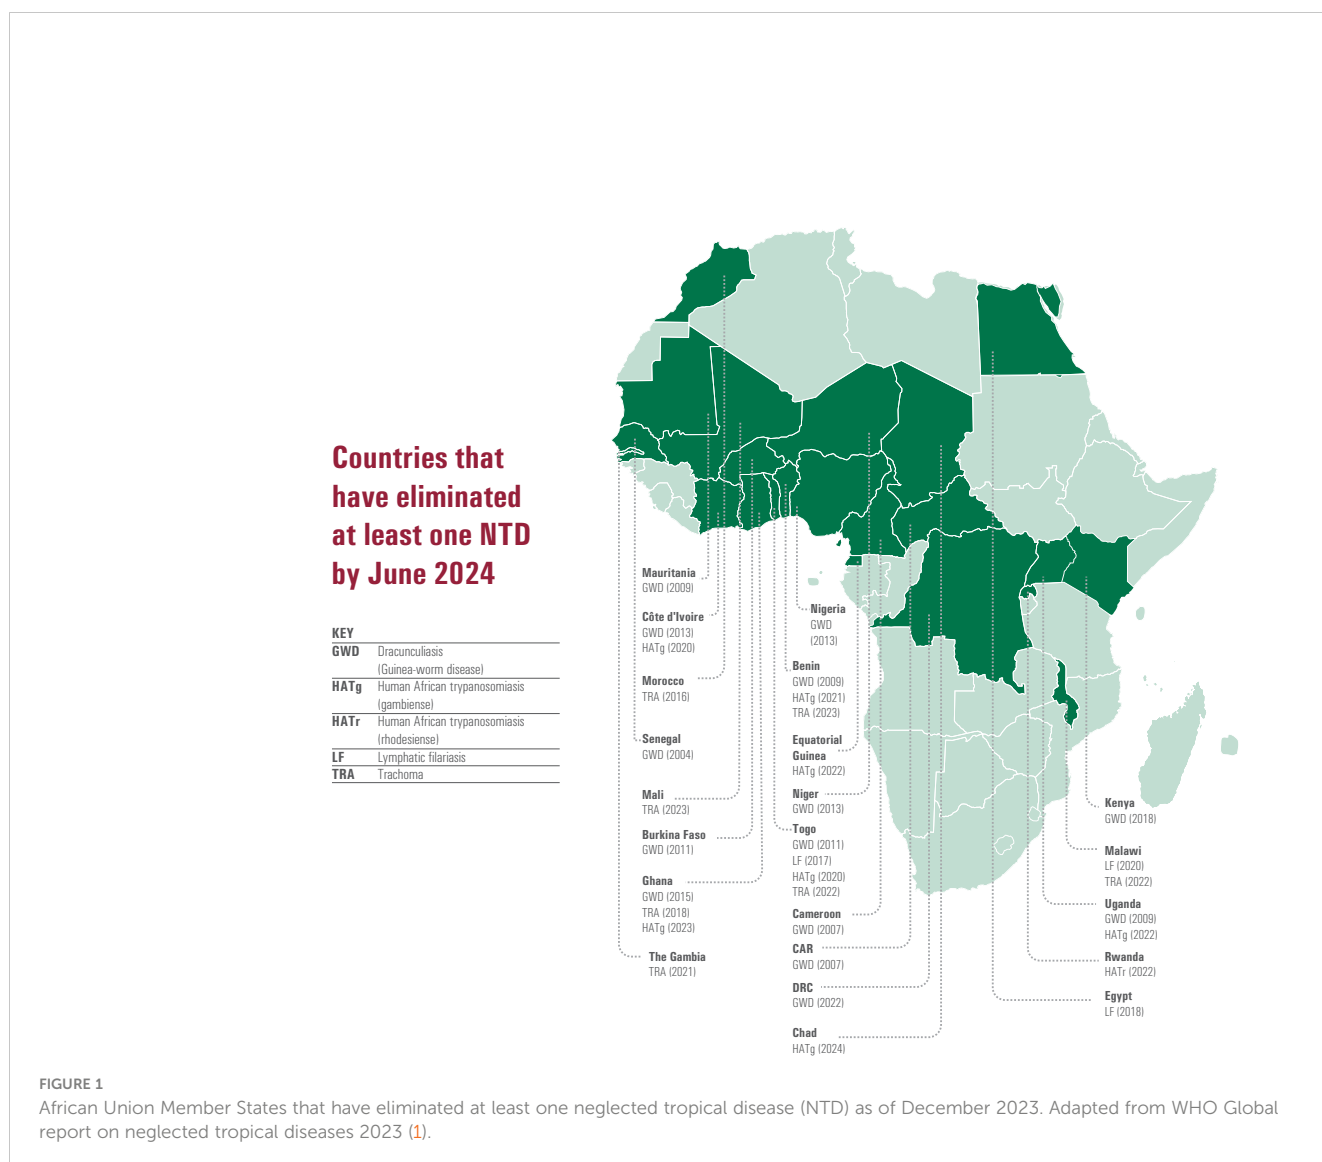 Countries that
have eliminated
at least one NTD
by June 2024
KEY
GWD Dracunculiasis
(Guinea-worm disease)
HATg Human African trypanosomiasis
(gambiense)
HATr Human African trypanosomiasis
(rhodesiense)
LF Lymphatic filariasis
TRA Trachoma
Mauritania
GWD (2009)
Côte d'Ivoire
GWD (2013)
HATg (2020)
Morocco
TRA (2016)
Senegal
GWD (2004)
Mali
TRA (2023)
Burkina Faso
GWD (2011)
Ghana
GWD (2015)
TRA (2018)
HATg (2023)
The Gambia
TRA (2021)
Nigeria
GWD
(2013)
Benin
GWD (2009)
HATg (2021)
TRA (2023)
Equatorial
Guinea
HATg (2022)
Niger
GWD (2013)
Togo
GWD (2011)
LF (2017)
HATg (2020)
TRA (2022)
Cameroon
GWD (2007)
CAR
GWD (2007)
DRC
GWD (2022)
Chad
HATg (2024)
Kenya
GWD (2018)
Malawi
LF (2020)
TRA (2022)
Uganda
GWD (2009)
HATg (2022)
Rwanda
HATr (2022)
Egypt
LF (2018)
FIGURE 1
African Union Member States that have eliminated at least one neglected tropical disease (NTD) as of December 2023. Adapted from WHO Global
report on neglected tropical diseases 2023 (1).